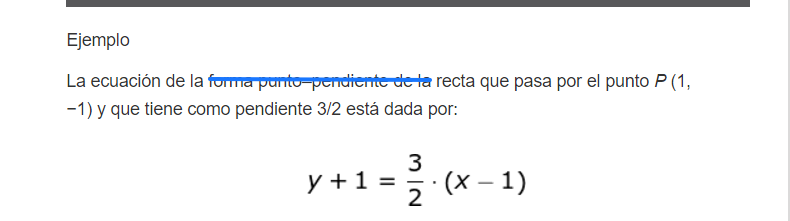 Ejemplo
La ecuación de la forma punto–pendiente de la recta que pasa por el punto P (1,
−1) y que tiene como pendiente 3/2 está dada por:
y + 1 = 3/2 · (x − 1)